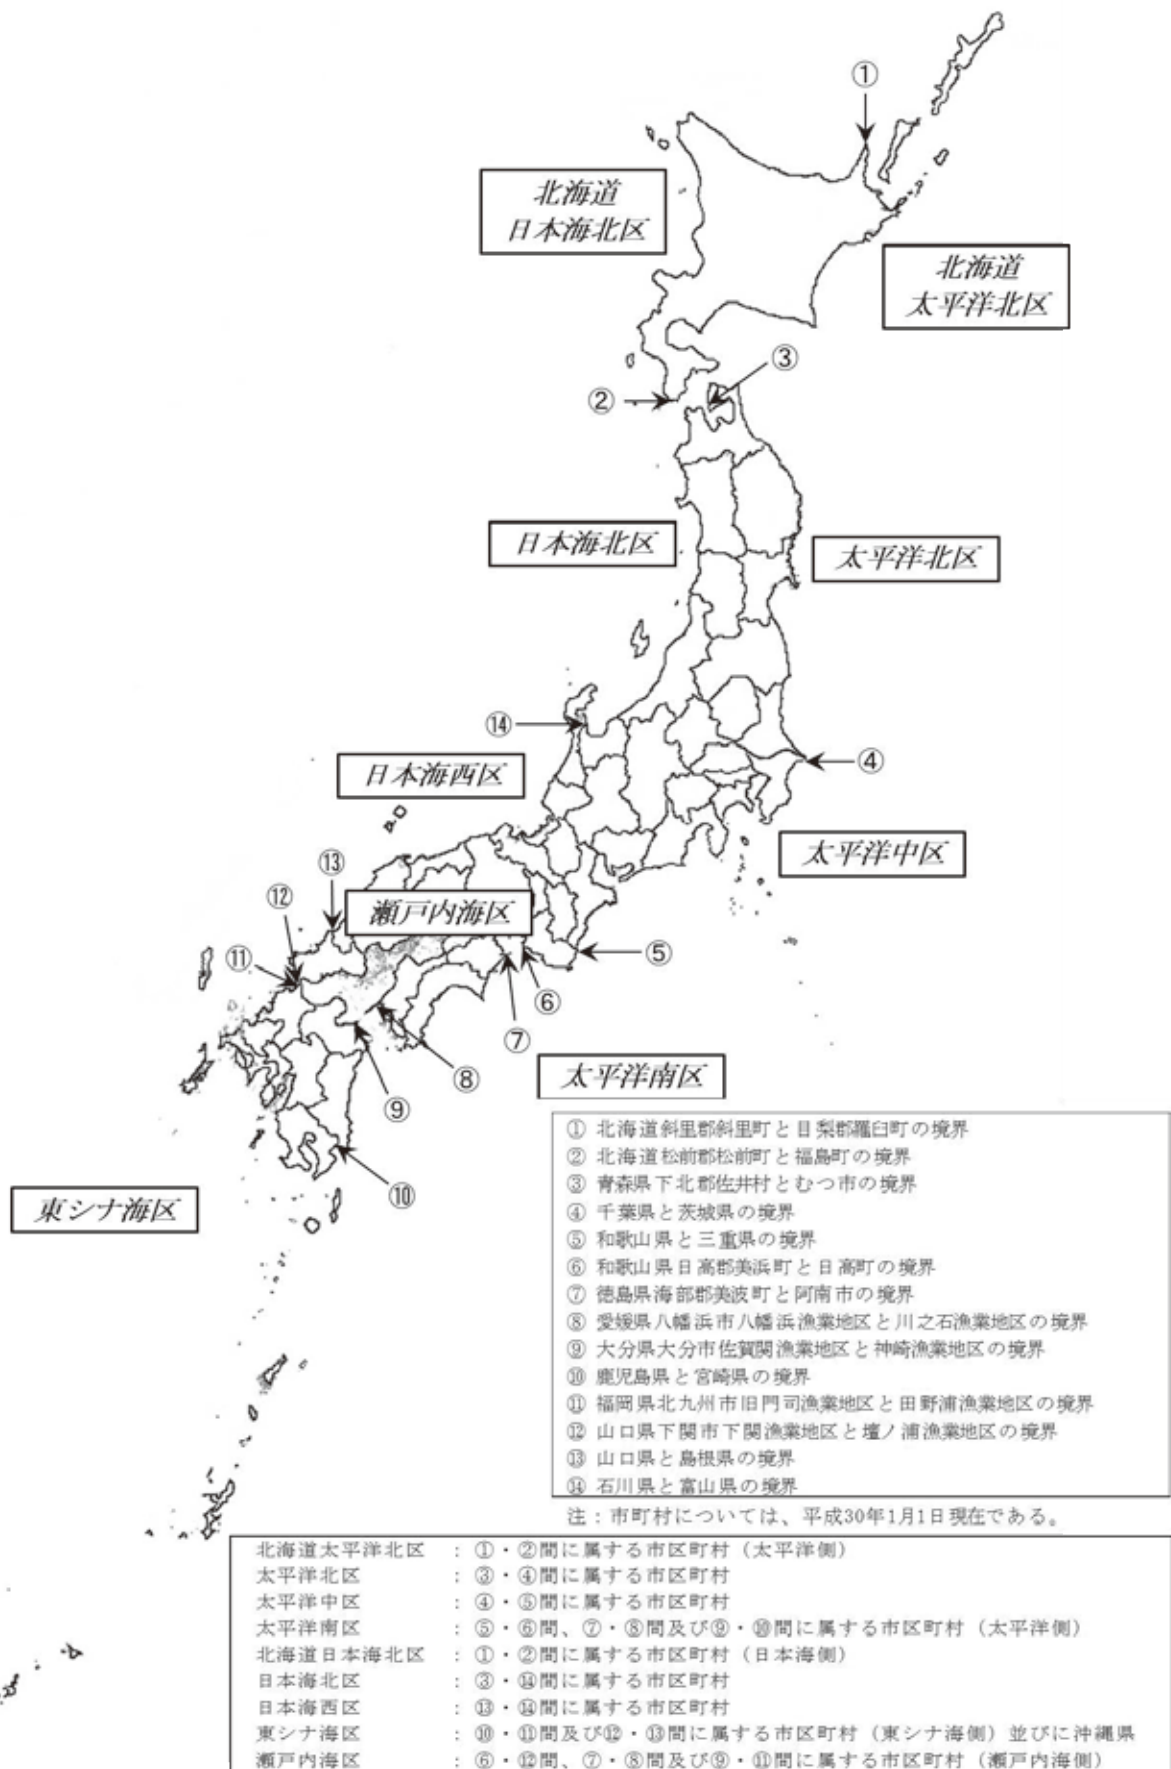 ①
北海道
日本海北区
北海道
太平洋北区
③
②
日本海北区
太平洋北区
⑭
④
日本海西区
太平洋中区
⑬
⑫
瀬戸内海区
⑪
⑤
⑥
⑦
⑧
太平洋南区
⑨
⑩
東シナ海区
① 北海道斜里郡斜里町と目梨郡羅臼町の境界
② 北海道松前郡松前町と福島町の境界
③ 青森県下北郡佐井村とむつ市の境界
④ 千葉県と茨城県の境界
⑤ 和歌山県と三重県の境界
⑥ 和歌山県日高郡美浜町と日高町の境界
⑦ 徳島県海部郡美波町と阿南市の境界
⑧ 愛媛県八幡浜市八幡浜漁業地区と川之石漁業地区の境界
⑨ 大分県大分市佐賀関漁業地区と神崎漁業地区の境界
⑩ 鹿児島県と宮崎県の境界
⑪ 福岡県北九州市旧門司漁業地区と田野浦漁業地区の境界
⑫ 山口県下関市下関漁業地区と壇ノ浦漁業地区の境界
⑬ 山口県と島根県の境界
⑭ 石川県と富山県の境界
注：市町村については、平成30年1月1日現在である。
北海道太平洋北区 ：①・②間に属する市区町村（太平洋側）
太平洋北区 ：③・④間に属する市区町村
太平洋中区 ：④・⑤間に属する市区町村
太平洋南区 ：⑤・⑥間、⑦・⑧間及び⑨・⑩間に属する市区町村（太平洋側）
北海道日本海北区 ：①・②間に属する市区町村（日本海側）
日本海北区 ：③・⑭間に属する市区町村
日本海西区 ：⑬・⑭間に属する市区町村
東シナ海区 ：⑩・⑪間及び⑫・⑬間に属する市区町村（東シナ海側）並びに沖縄県
瀬戸内海区 ：⑥・⑫間、⑦・⑧間及び⑨・⑪間に属する市区町村（瀬戸内海側）